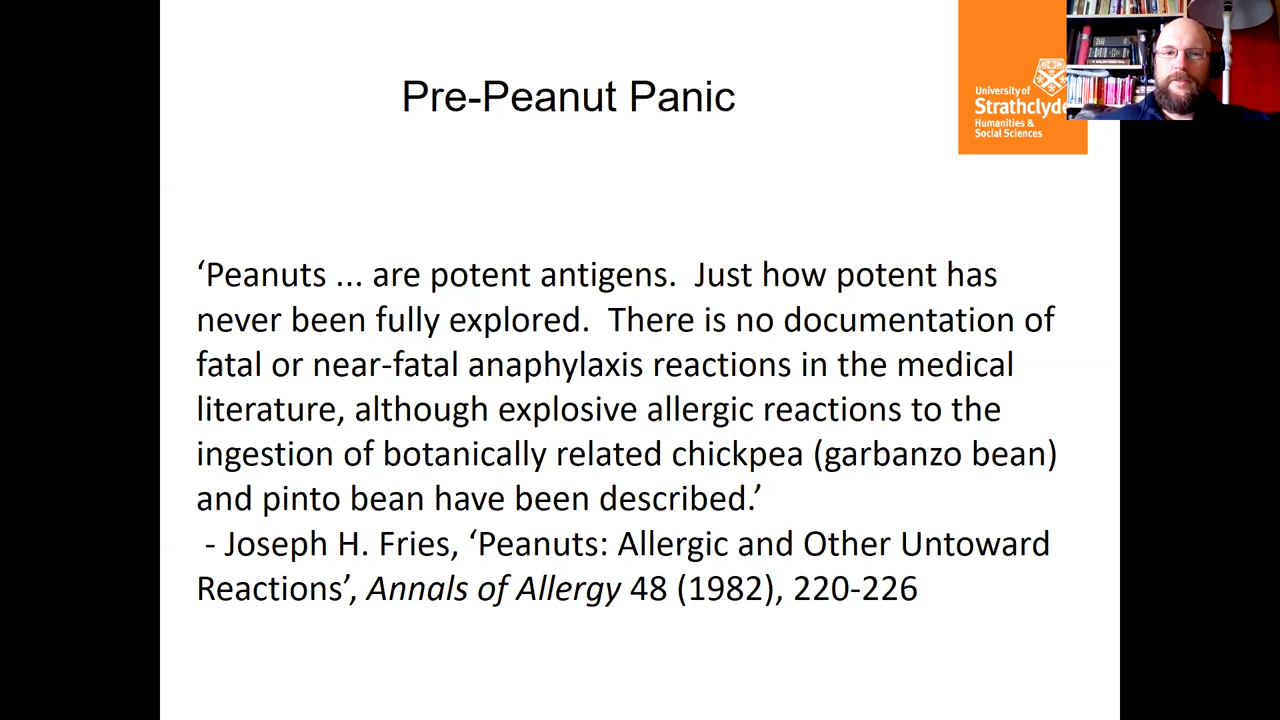 Pre-Peanut Panic
University of
Strathclyde
Humanities &
Social Sciences
‘Peanuts ... are potent antigens.  Just how potent has
never been fully explored.  There is no documentation of
fatal or near-fatal anaphylaxis reactions in the medical
literature, although explosive allergic reactions to the
ingestion of botanically related chickpea (garbanzo bean)
and pinto bean have been described.’
- Joseph H. Fries, ‘Peanuts: Allergic and Other Untoward
Reactions’, Annals of Allergy 48 (1982), 220-226